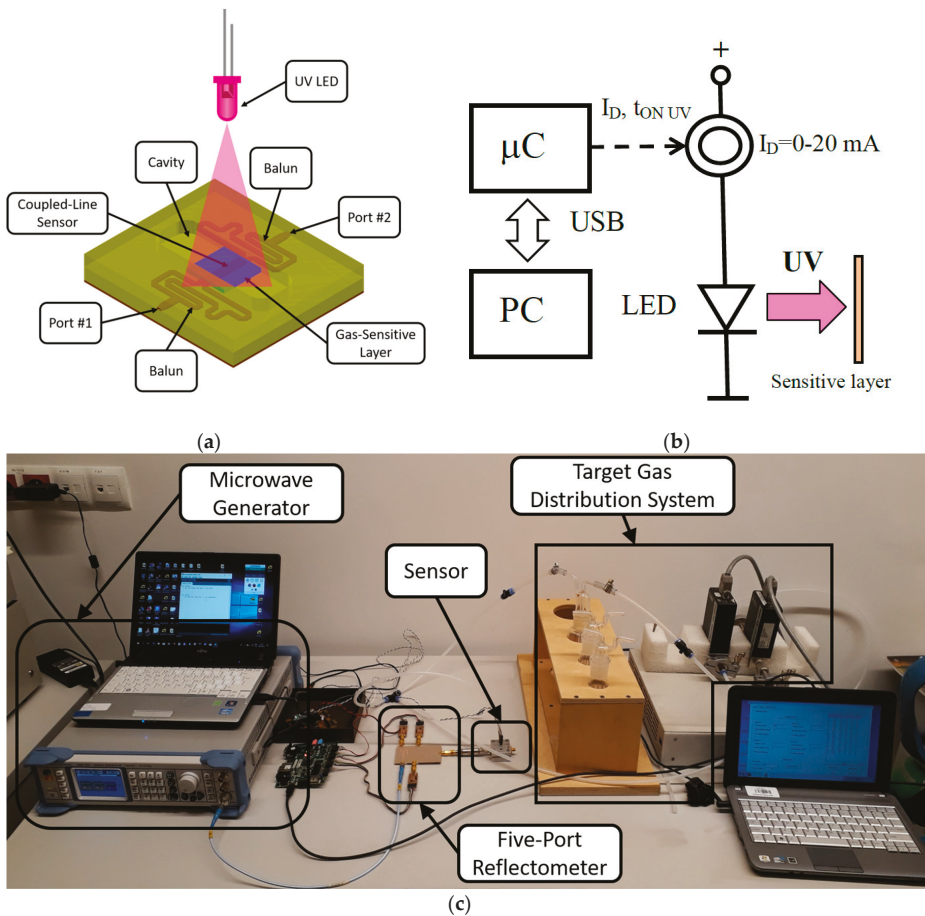 UV LED
Cavity
Balun
Coupled-Line
Sensor
Port #2
Port #1
Balun
Gas-Sensitive
Layer
(a)
+
I_D, t_ON UV
I_D=0-20 mA
μC
USB
PC
LED
UV
Sensitive layer
(b)
Microwave
Generator
Target Gas
Distribution System
Sensor
Five-Port
Reflectometer
(c)